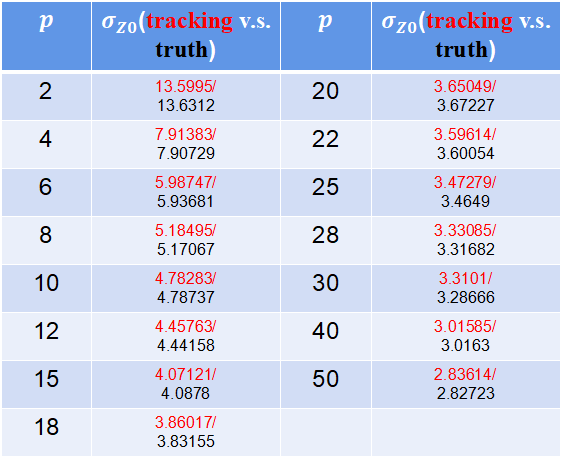 p σZ0(tracking v.s. truth) p σZ0(tracking v.s. truth)
2 13.5995/ 13.6312 20 3.65049/ 3.67227
4 7.91383/ 7.90729 22 3.59614/ 3.60054
6 5.98747/ 5.93681 25 3.47279/ 3.4649
8 5.18495/ 5.17067 28 3.33085/ 3.31682
10 4.78283/ 4.78737 30 3.3101/ 3.28666
12 4.45763/ 4.44158 40 3.01585/ 3.0163
15 4.07121/ 4.0878 50 2.83614/ 2.82723
18 3.86017/ 3.83155